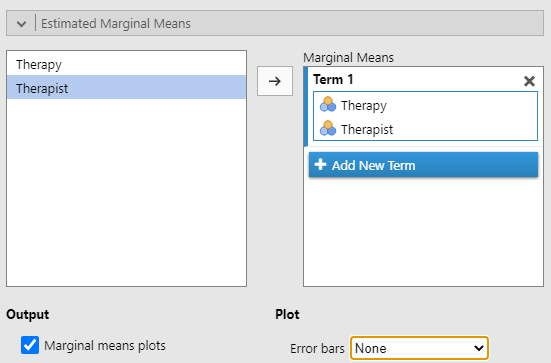 Estimated Marginal Means
Therapy
Therapist
Marginal Means
Term 1
Therapy
Therapist
Add New Term
Output
Marginal means plots
Plot
Error bars None